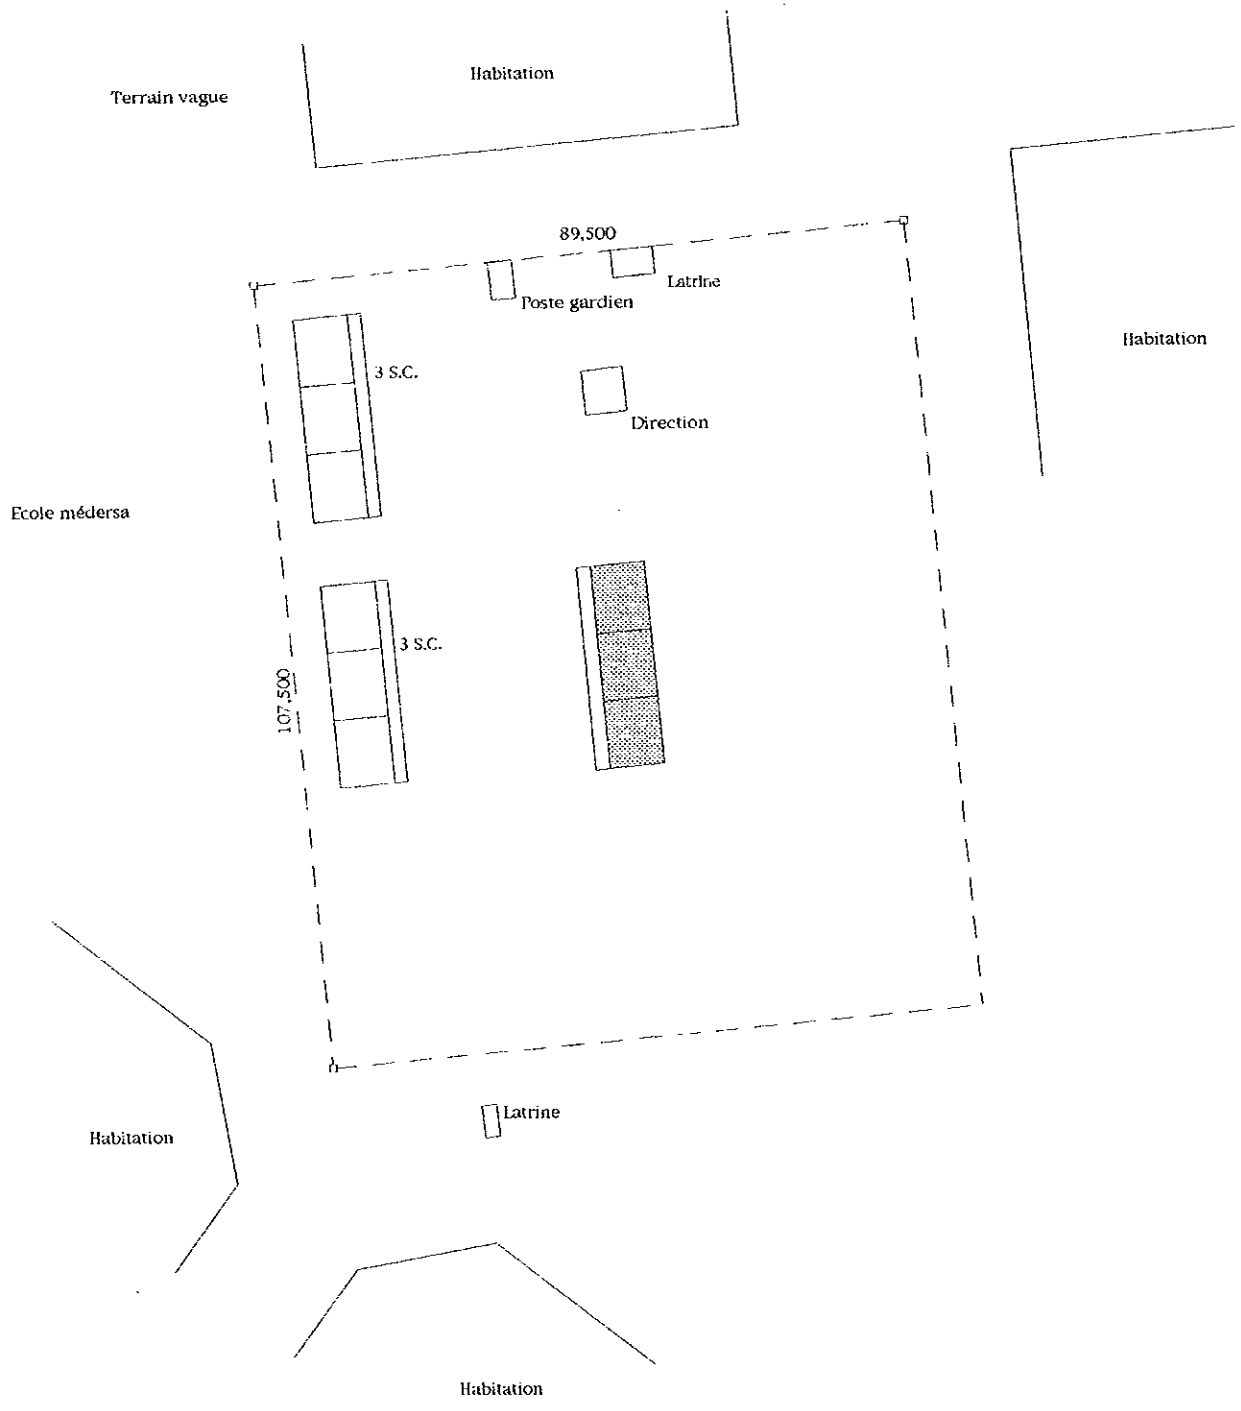 Habitation
Terrain vague
89,500
Latrine
Poste gardien
Habitation
3 S.C.
Direction
Ecole médersa
3 S.C.
107,500
Latrine
Habitation
Habitation